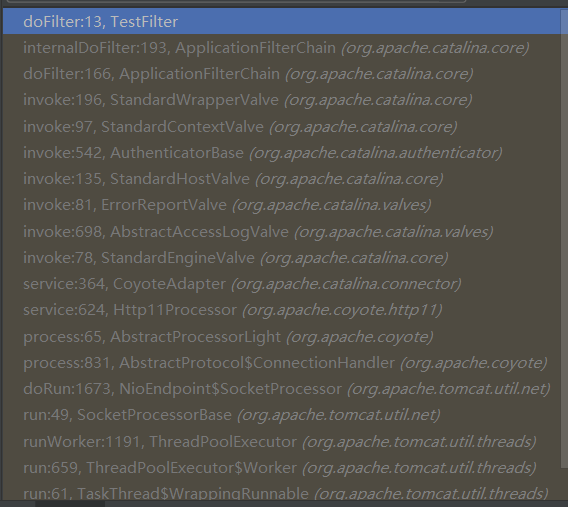 doFilter:13, TestFilter
internalDoFilter:193, ApplicationFilterChain (org.apache.catalina.core)
doFilter:166, ApplicationFilterChain (org.apache.catalina.core)
invoke:196, StandardWrapperValve (org.apache.catalina.core)
invoke:97, StandardContextValve (org.apache.catalina.core)
invoke:542, AuthenticatorBase (org.apache.catalina.authenticator)
invoke:135, StandardHostValve (org.apache.catalina.core)
invoke:81, ErrorReportValve (org.apache.catalina.valves)
invoke:698, AbstractAccessLogValve (org.apache.catalina.valves)
invoke:78, StandardEngineValve (org.apache.catalina.core)
service:364, CoyoteAdapter (org.apache.catalina.connector)
service:624, Http11Processor (org.apache.coyote.http11)
process:65, AbstractProcessorLight (org.apache.coyote)
process:831, AbstractProtocol$ConnectionHandler (org.apache.coyote)
doRun:1673, NioEndpoint$SocketProcessor (org.apache.tomcat.util.net)
run:49, SocketProcessorBase (org.apache.tomcat.util.net)
runWorker:1191, ThreadPoolExecutor (org.apache.tomcat.util.threads)
run:659, ThreadPoolExecutor$Worker (org.apache.tomcat.util.threads)
run:61, TaskThread$WrappingRunnable (org.apache.tomcat.util.threads)